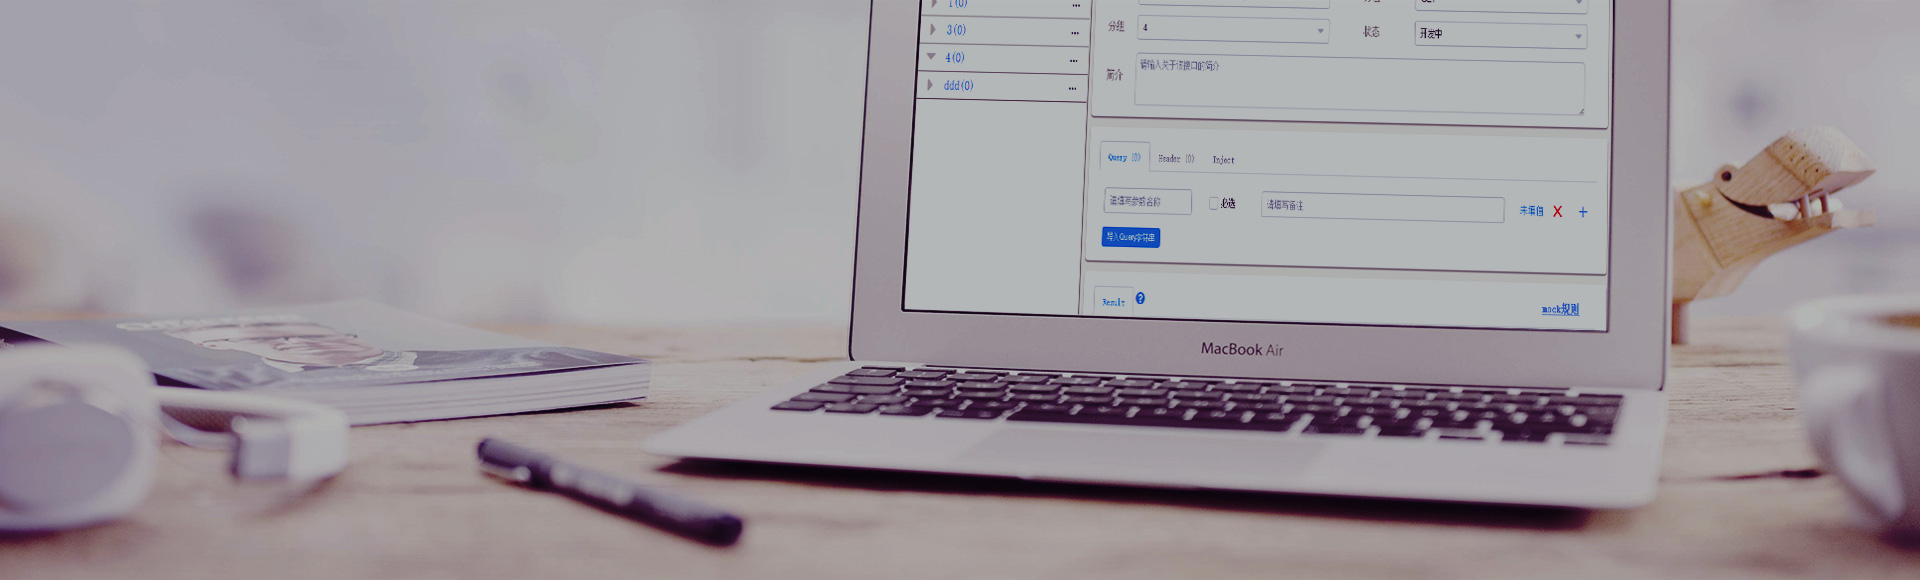 1(0)
...
3(0)
...
4(0)
...
ddd(0)
...
分组
4
状态
开发中
简介
请输入关于该接口的简介
Query (0)
Header (0)
Inject
请填写参数名称
必选
请填写备注
未填值
X
+
导入Query字符串
Result
?
mock规则
MacBook Air